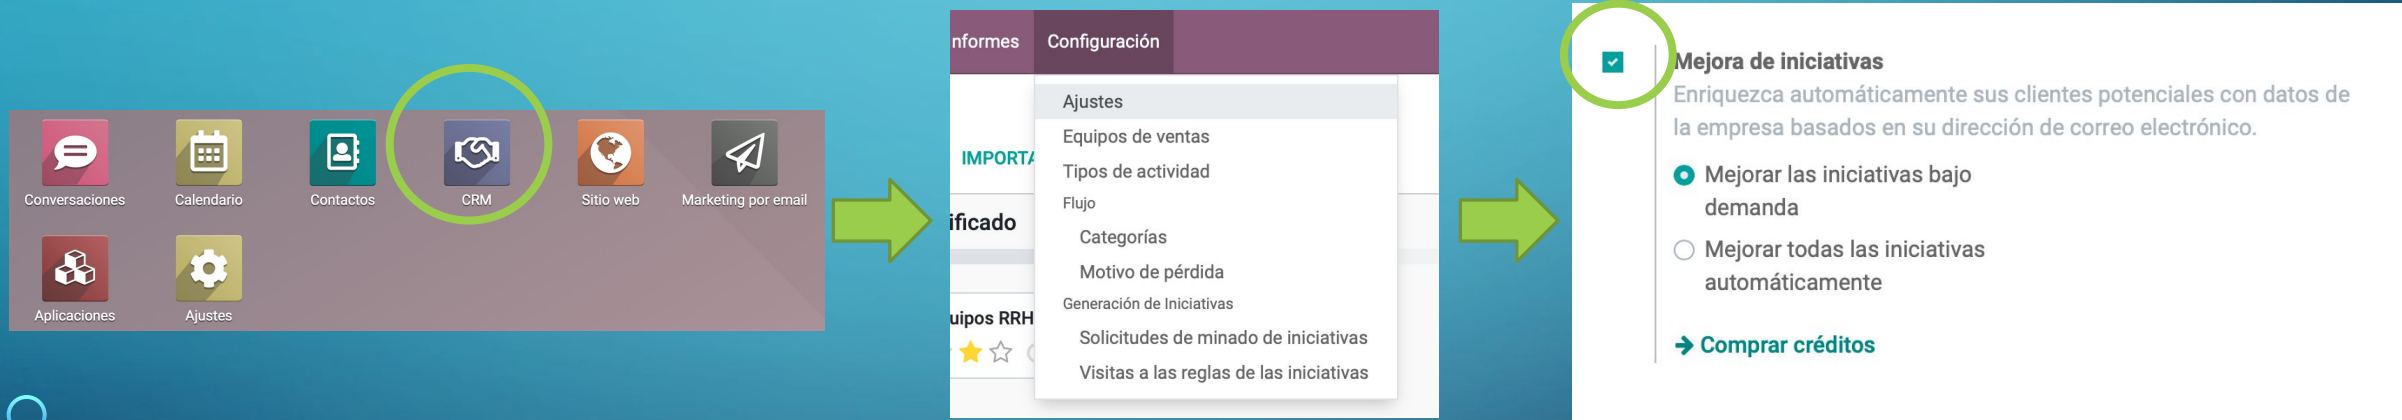 Conversaciones
Calendario
Contactos
CRM
Sitio web
Marketing por email
Aplicaciones
Ajustes
nformes
Configuración
Ajustes
Equipos de ventas
IMPORTA
Tipos de actividad
Flujo
ificado
Categorías
Motivo de pérdida
Generación de Iniciativas
uipos RRH
Solicitudes de minado de iniciativas
Visitas a las reglas de las iniciativas
Mejora de iniciativas
Enriquezca automáticamente sus clientes potenciales con datos de
la empresa basados en su dirección de correo electrónico.
Mejorar las iniciativas bajo
demanda
Mejorar todas las iniciativas
automáticamente
Comprar créditos